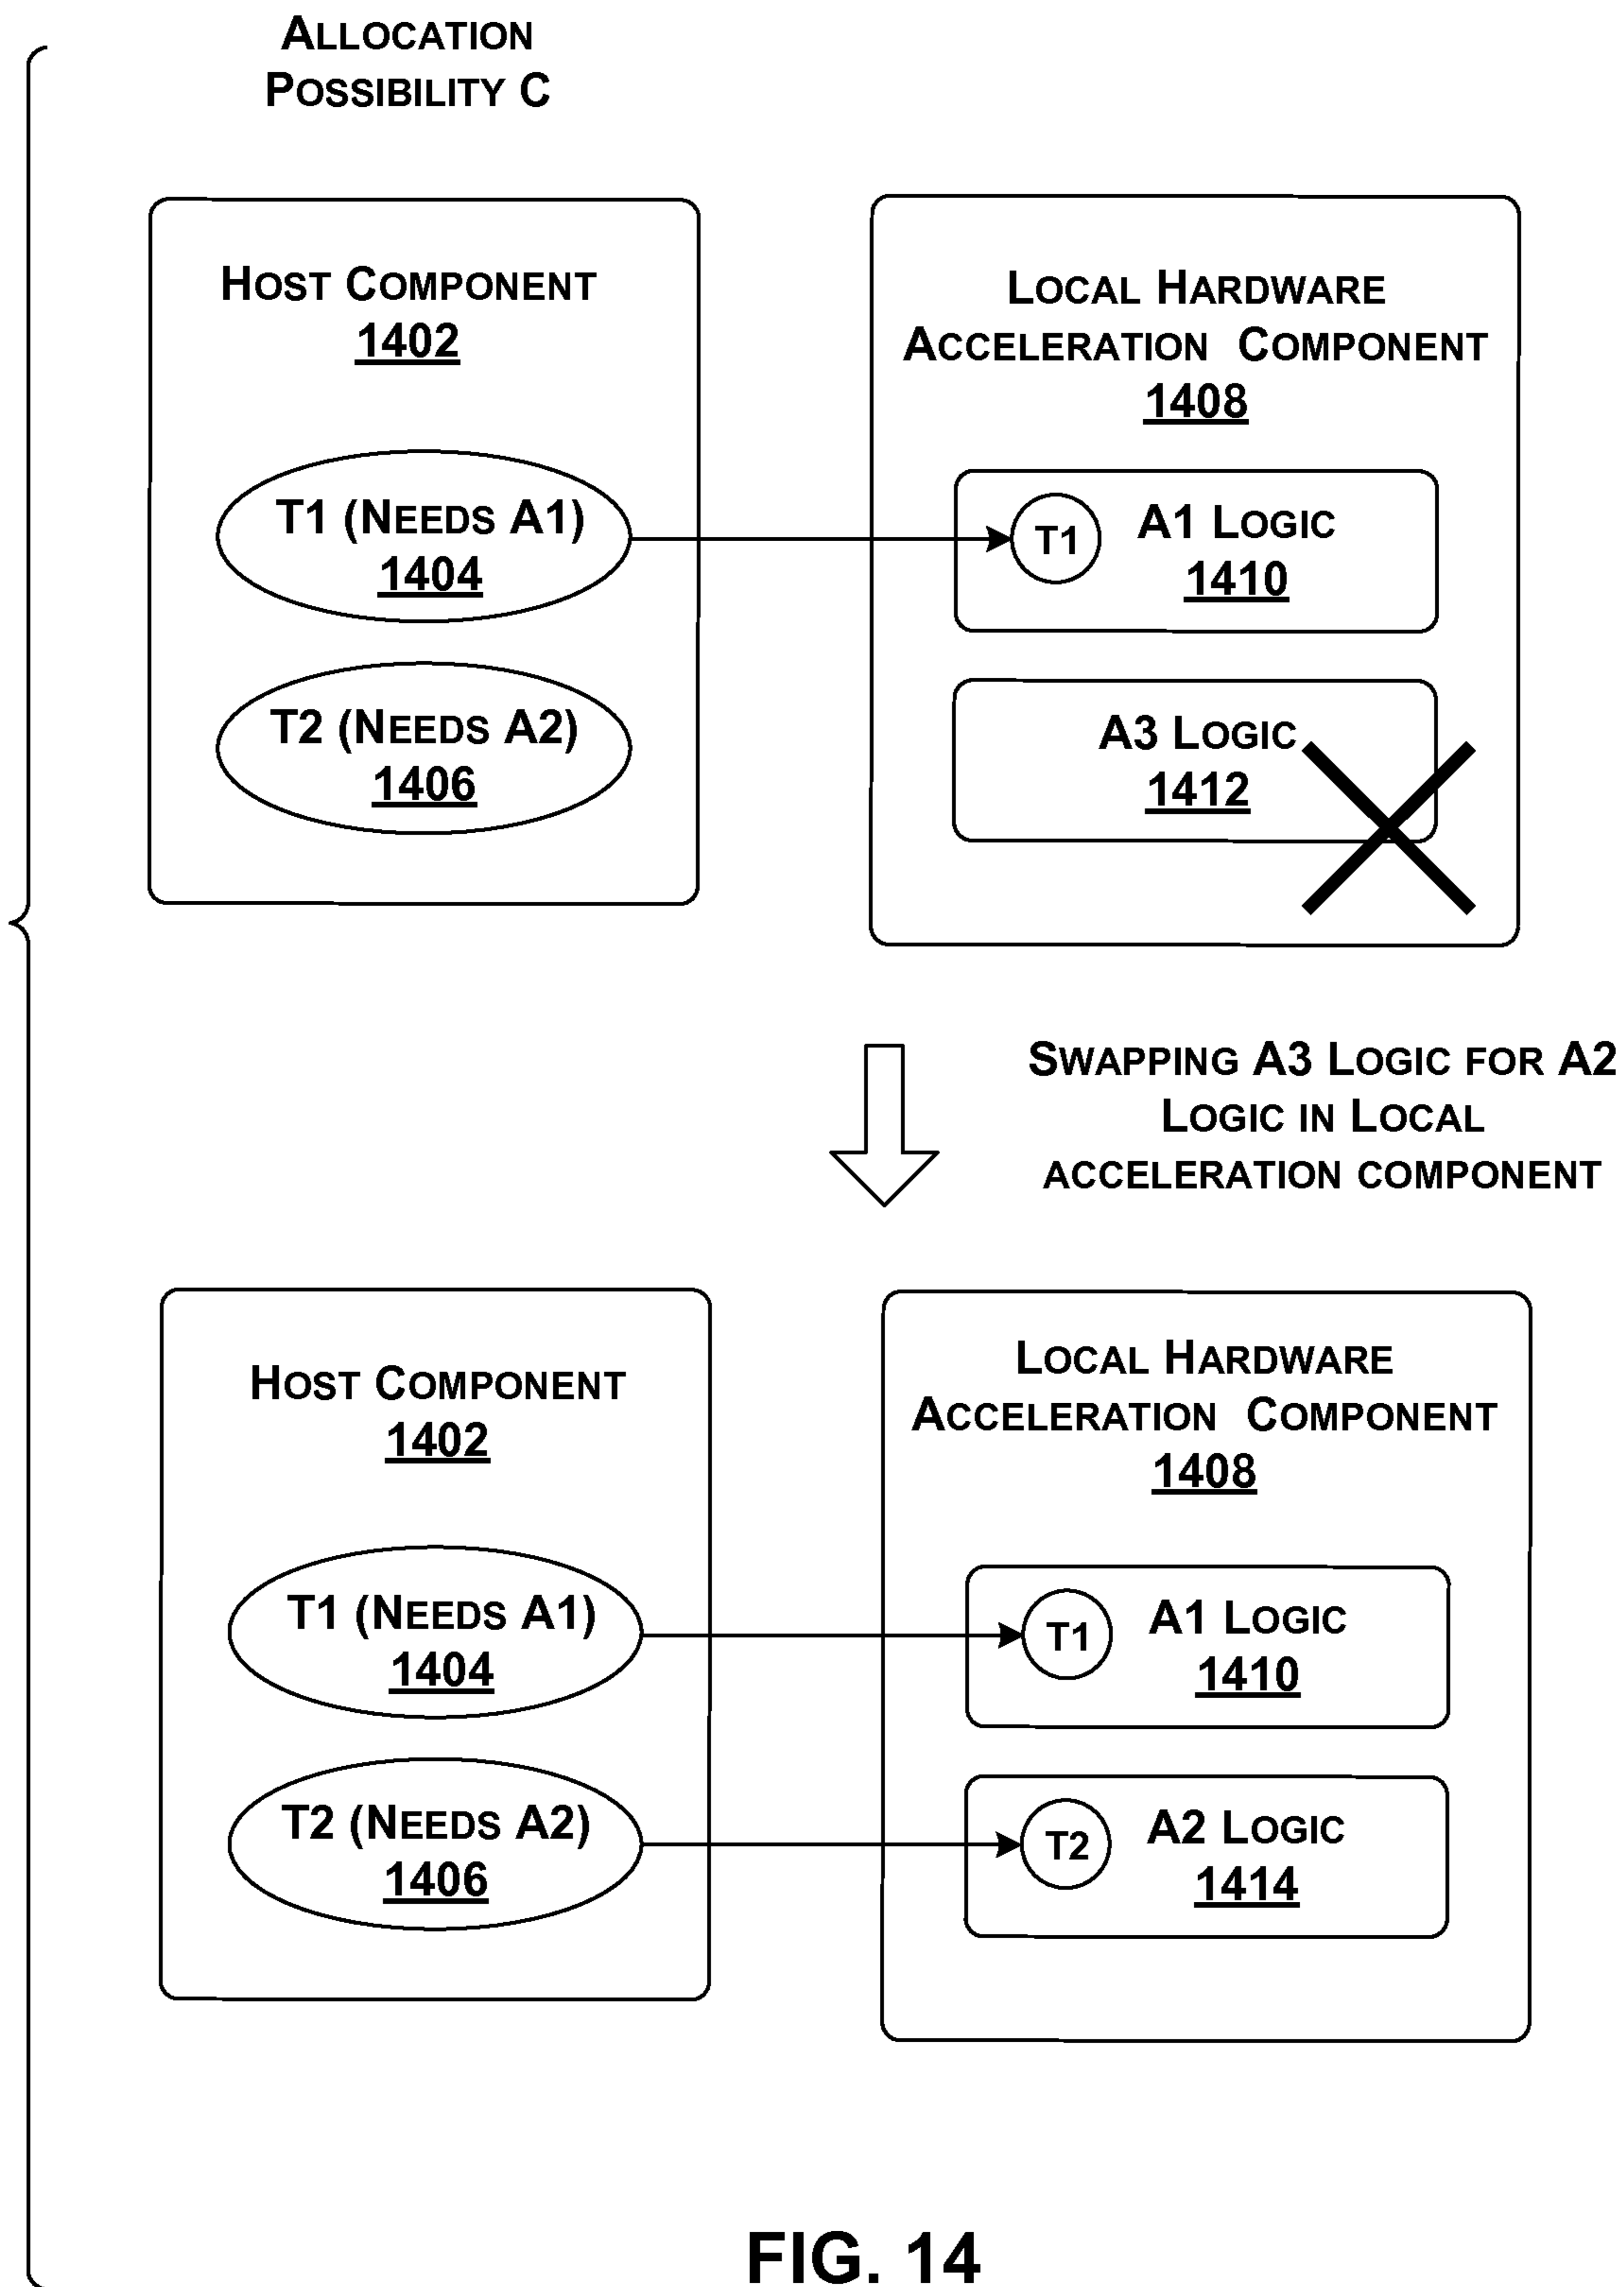 ALLOCATION
POSSIBILITY C
HOST COMPONENT
1402
T1 (NEEDS A1)
1404
T2 (NEEDS A2)
1406
LOCAL HARDWARE
ACCELERATION COMPONENT
1408
T1
A1 LOGIC
1410
A3 LOGIC
1412
SWAPPING A3 LOGIC FOR A2
LOGIC IN LOCAL
ACCELERATION COMPONENT
HOST COMPONENT
1402
T1 (NEEDS A1)
1404
T2 (NEEDS A2)
1406
LOCAL HARDWARE
ACCELERATION COMPONENT
1408
T1
A1 LOGIC
1410
T2
A2 LOGIC
1414
FIG. 14